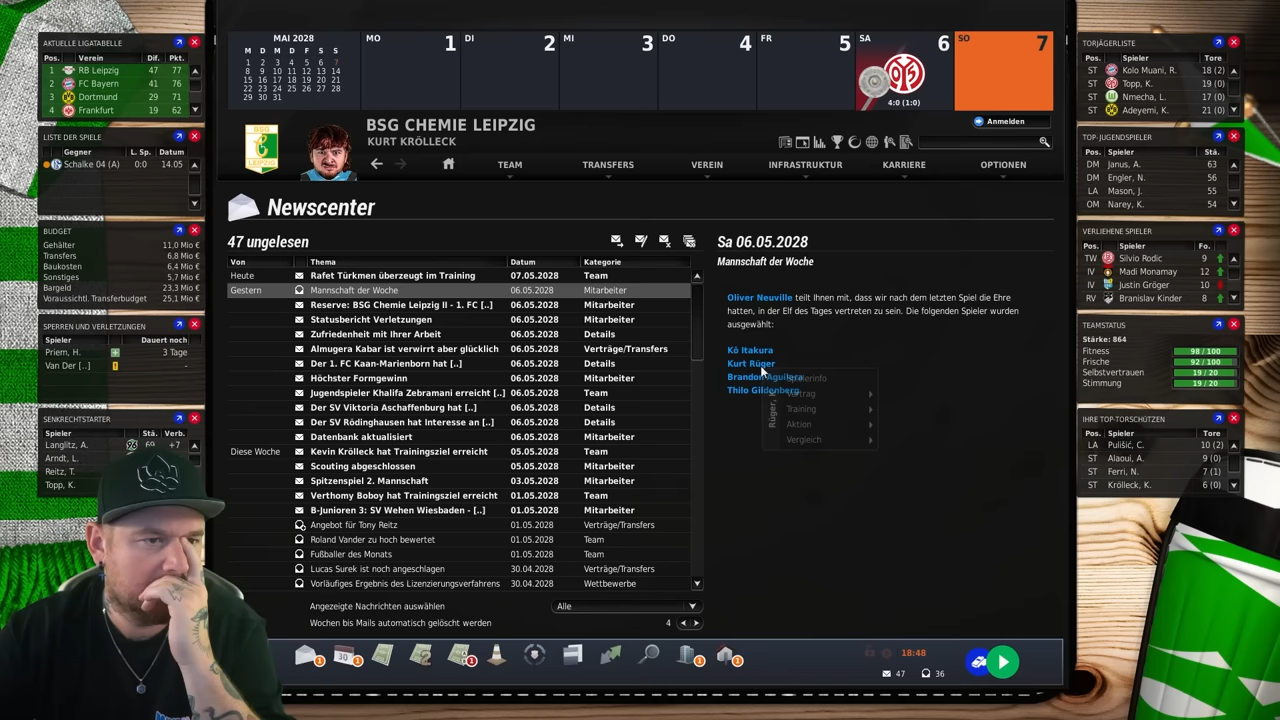 AKTUELLE LIGATABELLE
Pos. Verein Dif. Pkt.
1 RB Leipzig 47 77
2 FC Bayern 41 76
3 Dortmund 29 71
4 Frankfurt 19 62
LISTE DER SPIELE
Gegner L. Sp. Datum
Schalke 04 (A) 0:0 14.05
BUDGET
Gehälter 11,0 Mio €
Transfers 6,8 Mio €
Baukosten 6,4 Mio €
Sonstiges 5,7 Mio €
Bargeld 23,3 Mio €
Voraussichtl. Transferbudget 25,1 Mio €
SPERREN UND VERLETZUNGEN
Spieler Dauert noch
Priem, H. 3 Tage
Van Der [..] -
SENKRECHTSTARTER
Spieler Stä. Verb.
Langlitz, A. 69 +7
Arndt, L.
Reitz, T.
Topp, K.
MAI 2028
M D M D F S S
1 2 3 4 5 6 7
8 9 10 11 12 13 14
15 16 17 18 19 20 21
22 23 24 25 26 27 28
29 30 31
MO 1
DI 2
MI 3
DO 4
FR 5
SA 6
4:0 (1:0)
SO 7
BSG CHEMIE LEIPZIG
KURT KRÖLLECK
Anmelden
BSG
LEIPZIG
TEAM TRANSFERS VEREIN INFRASTRUKTUR KARRIERE OPTIONEN
Newscenter
47 ungelesen
Von Thema Datum Kategorie
Heute Rafet Türkmen überzeugt im Training 07.05.2028 Team
Gestern Mannschaft der Woche 06.05.2028 Mitarbeiter
Reserve: BSG Chemie Leipzig II - 1. FC [..] 06.05.2028 Mitarbeiter
Statusbericht Verletzungen 06.05.2028 Mitarbeiter
Zufriedenheit mit Ihrer Arbeit 06.05.2028 Details
Almugera Kabar ist verwirrt aber glücklich 06.05.2028 Verträge/Transfers
Der 1. FC Kaan-Marienborn hat [..] 06.05.2028 Details
Höchster Formgewinn 06.05.2028 Mitarbeiter
Jugendspieler Khalifa Zebramani erreicht [..] 06.05.2028 Mitarbeiter
Der SV Viktoria Aschaffenburg hat [..] 06.05.2028 Details
Der SV Rödinghausen hat Interesse an [..] 06.05.2028 Details
Datenbank aktualisiert 06.05.2028 Mitarbeiter
Diese Woche Kevin Krölleck hat Trainingsziel erreicht 06.05.2028 Team
Scouting abgeschlossen 05.05.2028 Mitarbeiter
Spitzenspiel 2. Mannschaft 03.05.2028 Mitarbeiter
Verthomy Boboy hat Trainingsziel erreicht 01.05.2028 Team
B-Junioren 3: SV Wehen Wiesbaden - [..] 01.05.2028 Mitarbeiter
Angebot für Tony Reitz 01.05.2028 Verträge/Transfers
Roland Vander zu hoch bewertet 01.05.2028 Team
Fußballer des Monats 01.05.2028 Team
Lucas Surek ist noch angeschlagen 30.04.2028 Verträge/Transfers
Vorläufiges Ergebnis des Lizensierungsverfahrens 30.04.2028 Wettbewerbe
Angezeigte Nachrichten auswählen Alle
Wochen bis Mails automatisch gelöscht werden 4
Sa 06.05.2028
Mannschaft der Woche
Oliver Neuville teilt Ihnen mit, dass wir nach dem letzten Spiel die Ehre
hatten, in der Elf des Tages vertreten zu sein. Die folgenden Spieler wurden
ausgewählt:
Kō Itakura
Kurt Rüger
Brandon Aguilera
Thilo Gildenberg
Spielerinfo
Vertrag
Training
Aktion
Vergleich
18:48
47 36
TORJÄGERLISTE
Pos. Spieler Tore
ST Kolo Muani, R. 18 (2)
ST Topp, K. 19 (0)
ST Nmecha, L. 17 (0)
ST Adeyemi, K. 11 (0)
TOP-JUGENDSPIELER
Pos. Spieler Stä.
DM Janus, A. 63
DM Engler, N. 56
LA Mason, J. 55
OM Narey, K. 54
VERLIEHENE SPIELER
Spieler Fo.
TW Silvio Rodic 9
IV Madi Monamay 12
IV Justin Gröger 10
RV Branislav Kinder 8
TEAMSTATUS
Stärke: 864
Fitness 98 / 100
Frische 92 / 100
Selbstvertrauen 19 / 20
Stimmung 19 / 20
IHRE TOP-TORSCHÜTZEN
Pos. Spieler Tore
LA Pulišić, C. 10 (2)
ST Alaoui, A. 9 (0)
ST Ferri, N. 7 (1)
ST Krölleck, K. 6 (0)